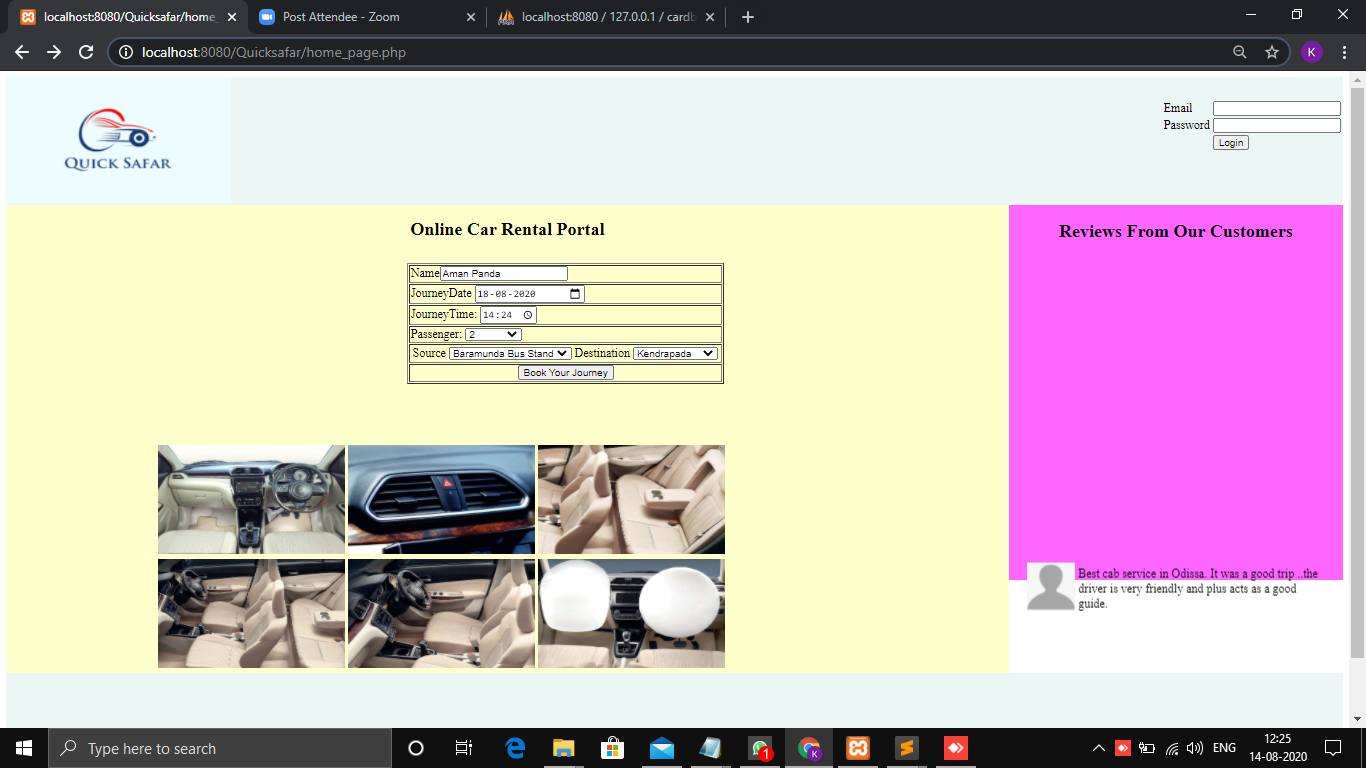 localhost:8080/Quicksafar/home_
Post Attendee - Zoom
localhost:8080 / 127.0.0.1 / cardb
localhost:8080/Quicksafar/home_page.php
K
QUICK SAFAR
Email
Password
Login
Online Car Rental Portal
Reviews From Our Customers
Name Aman Panda
JourneyDate 18-08-2020
JourneyTime: 14:24
Passenger: 2
Source Baramunda Bus Stand Destination Kendrapada
Book Your Journey
Best cab service in Odissa. It was a good trip ..the
driver is very friendly and plus acts as a good
guide.
Type here to search
1
K
ENG
12:25
14-08-2020